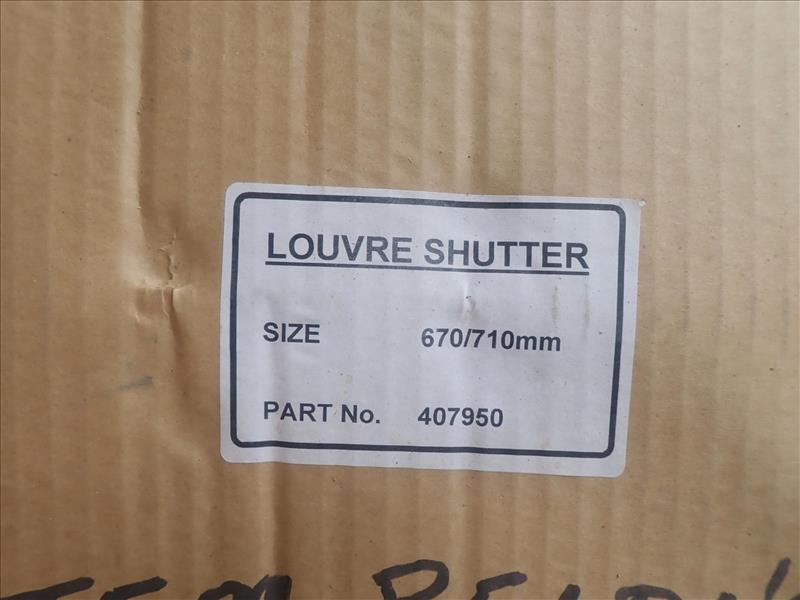 LOUVRE SHUTTER
SIZE 670/710mm
PART No. 407950